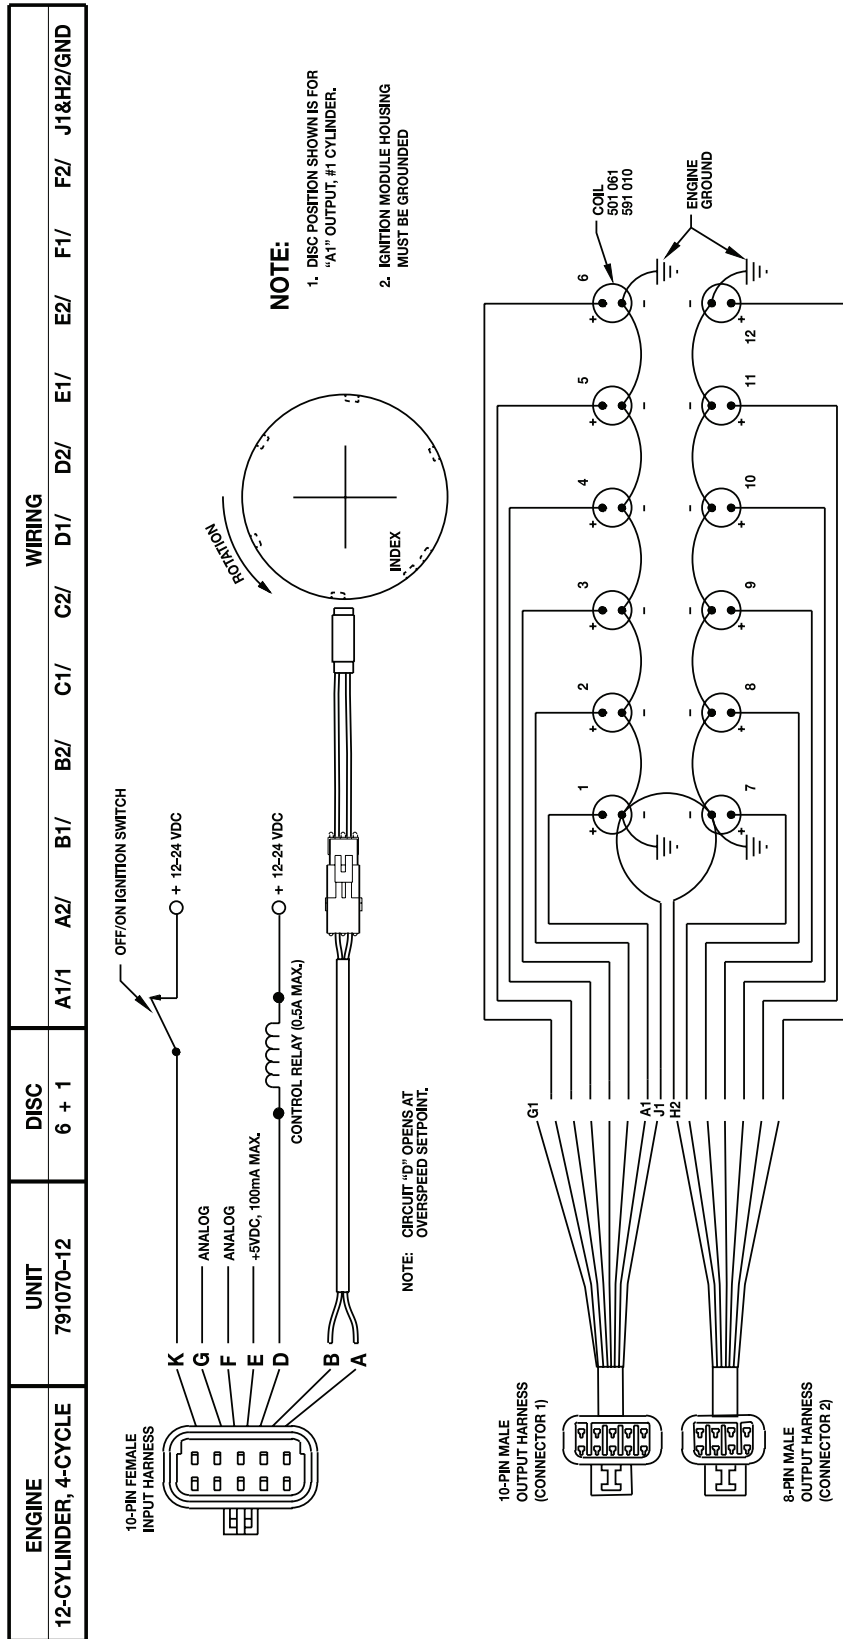 ENGINE UNIT DISC WIRING
12-CYLINDER, 4-CYCLE 791070–12 6 + 1 A1/1 A2/ B1/ B2/ C1/ C2/ D1/ D2/ E1/ E2/ F1/ F2/ J1&H2/GND
10-PIN FEMALE
INPUT HARNESS
K
G
F
E
D
B
A
ANALOG
ANALOG
+5VDC, 100mA MAX.
OFF/ON IGNITION SWITCH
+ 12–24 VDC
+ 12–24 VDC
CONTROL RELAY (0.5A MAX.)
NOTE: CIRCUIT “D” OPENS AT
OVERSPEED SETPOINT.
ROTATION
INDEX
NOTE:
1. DISC POSITION SHOWN IS FOR
“A1” OUTPUT, #1 CYLINDER.
2. IGNITION MODULE HOUSING
MUST BE GROUNDED
10-PIN MALE
OUTPUT HARNESS
(CONNECTOR 1)
G1
A1
J1
H2
1 2 3 4 5 6
+ + + + + +
– – – – – –
COIL
501 061
591 010
ENGINE
GROUND
– – – – – –
+ + + + + +
7 8 9 10 11 12
8-PIN MALE
OUTPUT HARNESS
(CONNECTOR 2)